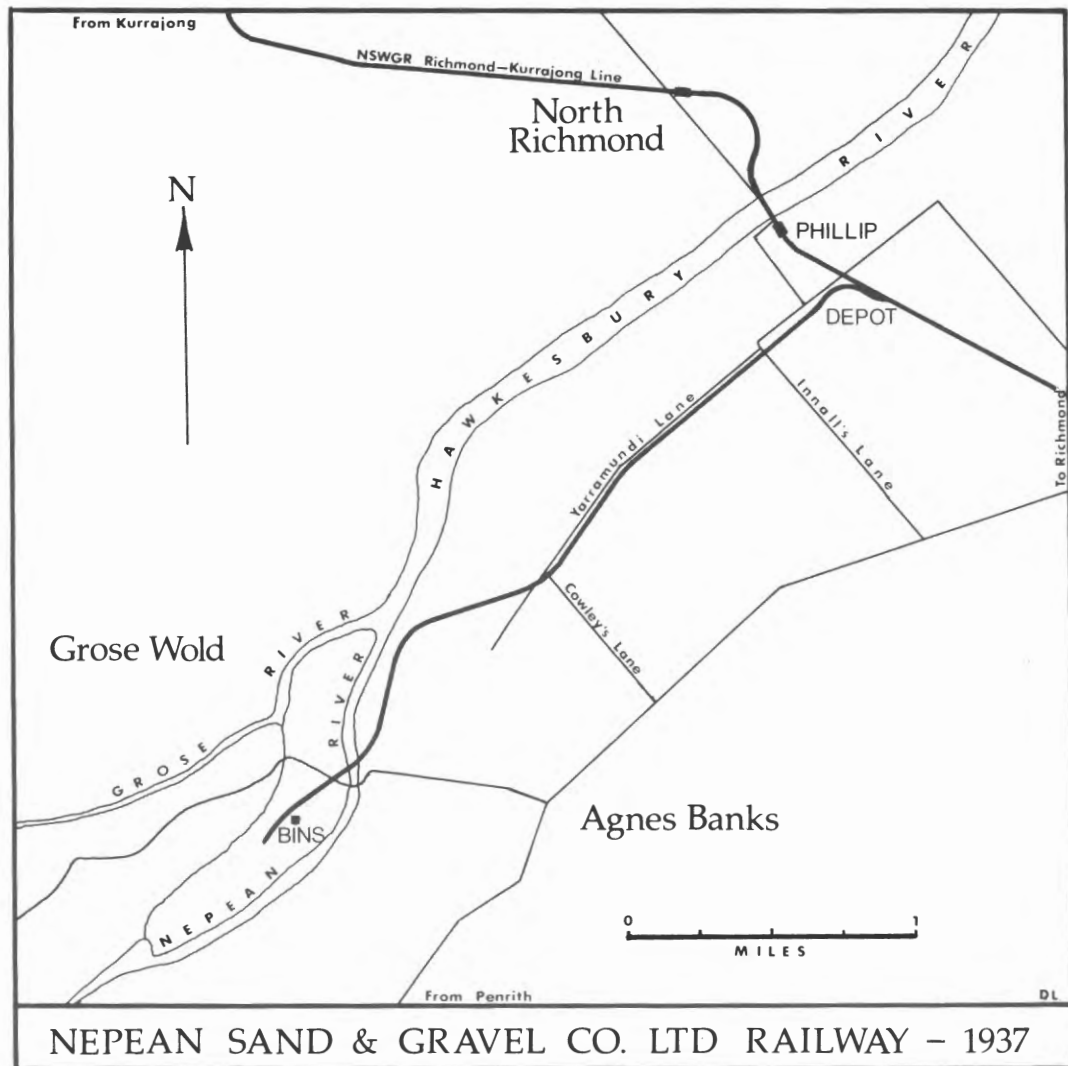 From Kurrajong
NSWGR Richmond—Kurrajong Line
North
Richmond
N
HAWKESBURY RIVER
PHILLIP
DEPOT
Yarramundi Lane
Innall's Lane
To Richmond
Cowley's Lane
Grose Wold
GROSE RIVER
NEPEAN RIVER
BINS
Agnes Banks
0 1
MILES
From Penrith
DL
NEPEAN SAND & GRAVEL CO. LTD RAILWAY – 1937